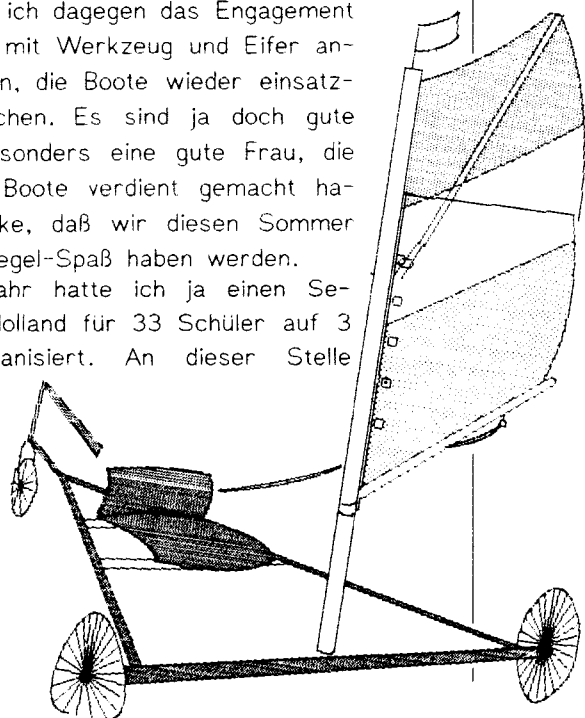 ich dagegen das Engagement
mit Werkzeug und Eifer an-
n, die Boote wieder einsatz-
chen. Es sind ja doch gute
sonders eine gute Frau, die
Boote verdient gemacht ha-
ke, daß wir diesen Sommer
egel-Spaß haben werden.
ahr hatte ich ja einen Se-
olland für 33 Schüler auf 3
anisiert. An dieser Stelle